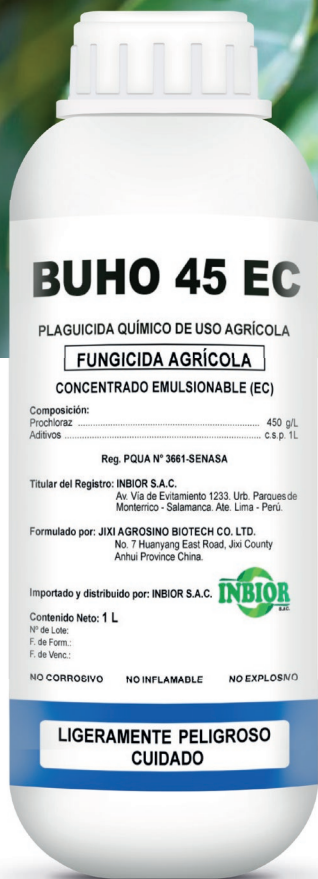 BUHO 45 EC
PLAGUICIDA QUÍMICO DE USO AGRÍCOLA
FUNGICIDA AGRÍCOLA
CONCENTRADO EMULSIONABLE (EC)
Composición:
Prochloraz ........................................................ 450 g/L
Aditivos ............................................................ c.s.p. 1L
Reg. PQUA N° 3661-SENASA
Titular del Registro: INBIOR S.A.C.
Av. Vía de Evitamiento 1233. Urb. Parques de
Monterrico - Salamanca. Ate. Lima - Perú.
Formulado por: JIXI AGROSINO BIOTECH CO. LTD.
No. 7 Huanyang East Road, Jixi County
Anhui Province China.
Importado y distribuido por: INBIOR S.A.C.
INBIOR
S.A.C.
Contenido Neto: 1 L
N° de Lote:
F. de Form.:
F. de Venc.:
NO CORROSIVO NO INFLAMABLE NO EXPLOSIVO
LIGERAMENTE PELIGROSO
CUIDADO